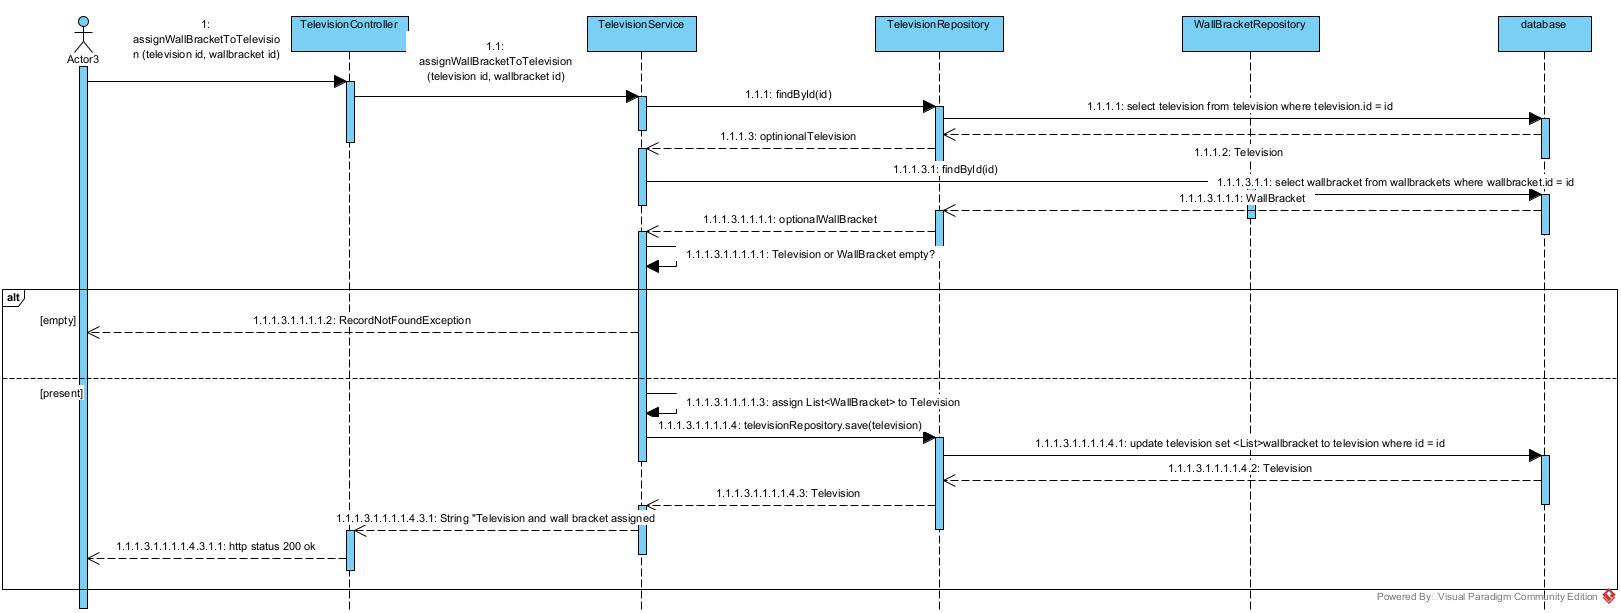 TelevisionController
TelevisionService
TelevisionRepository
WallBracketRepository
database
Actor3
1:
assignWallBracketToTelevisio
n (television id, wallbracket id)
1.1:
assignWallBracketToTelevision
(television id, wallbracket id)
1.1.1: findById(id)
1.1.1.1: select television from television where television.id = id
1.1.1.3: optinionalTelevision
1.1.1.2: Television
1.1.1.3.1: findById(id)
1.1.1.3.1.1: select wallbracket from wallbrackets where wallbracket.id = id
1.1.1.3.1.1.1: WallBracket
1.1.1.3.1.1.1.1: optionalWallBracket
1.1.1.3.1.1.1.1.1: Television or WallBracket empty?
alt
[empty]
1.1.1.3.1.1.1.1.2: RecordNotFoundException
[present]
1.1.1.3.1.1.1.1.3: assign List<WallBracket> to Television
1.1.1.3.1.1.1.1.4: televisionRepository.save(television)
1.1.1.3.1.1.1.1.4.1: update television set <List>wallbracket to television where id = id
1.1.1.3.1.1.1.1.4.2: Television
1.1.1.3.1.1.1.1.4.3: Television
1.1.1.3.1.1.1.1.4.3.1: String "Television and wall bracket assigned
1.1.1.3.1.1.1.1.4.3.1.1: http status 200 ok
Powered By Visual Paradigm Community Edition